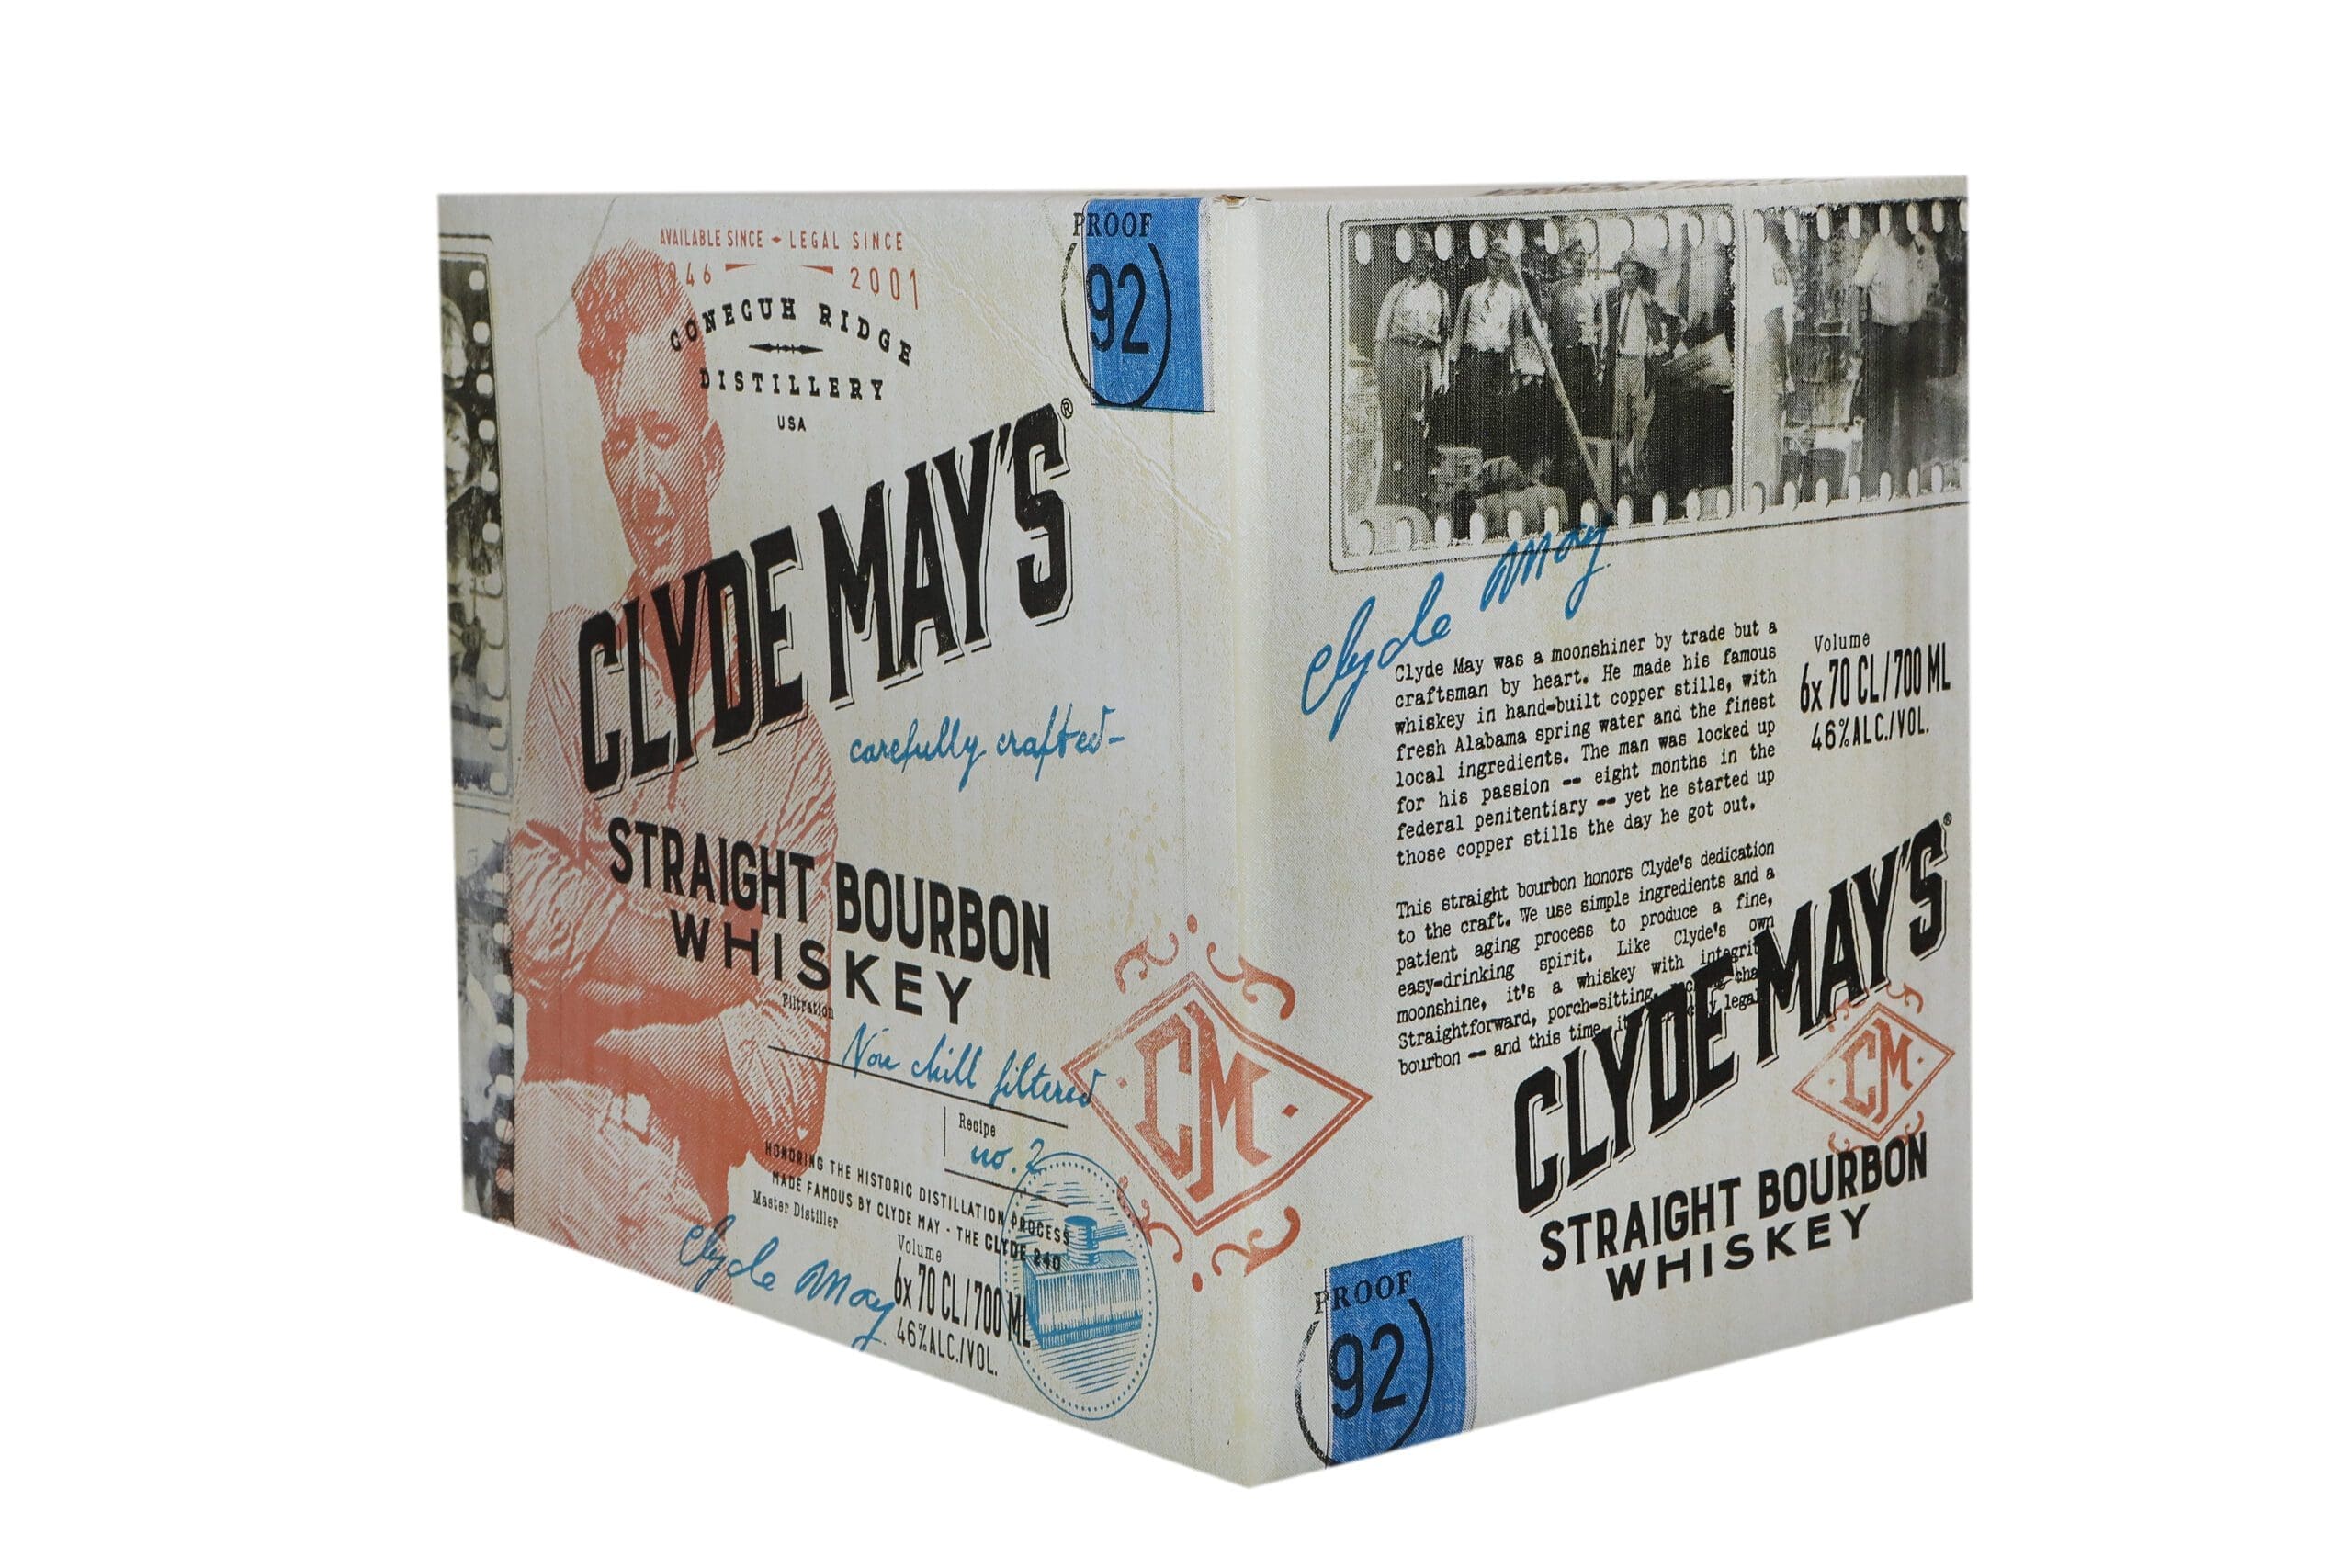 AVAILABLE SINCE - LEGAL SINCE
1946 2001
CONECUH RIDGE
DISTILLERY
USA
PROOF
92
CLYDE MAY'S®
carefully crafted-
STRAIGHT BOURBON
WHISKEY
Filtration
Non chill filtered
Recipe
no.2
HONORING THE HISTORIC DISTILLATION PROCESS
MADE FAMOUS BY CLYDE MAY - THE CLYDE 240
Master Distiller
Clyde May
Volume
6x 70 CL/700 ML
46%ALC./VOL.
CM
Clyde May
Clyde May was a moonshiner by trade but a
craftsman by heart. He made his famous
whiskey in hand-built copper stills, with
fresh Alabama spring water and the finest
local ingredients. The man was locked up
for his passion -- eight months in the
federal penitentiary -- yet he started up
those copper stills the day he got out.
This straight bourbon honors Clyde's dedication
to the craft. We use simple ingredients and a
patient aging process to produce a fine,
easy-drinking spirit. Like Clyde's own
moonshine, it's a whiskey with integrity
Straightforward, porch-sitting,
bourbon -- and this time, legal
Volume
6x 70 CL/700 ML
46%ALC./VOL.
CLYDE MAY'S®
CM
STRAIGHT BOURBON
WHISKEY
PROOF
92